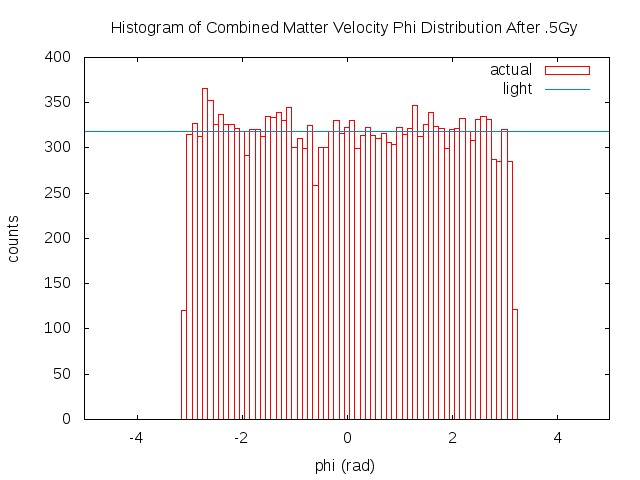 Histogram of Combined Matter Velocity Phi Distribution After .5Gy
400
350
300
250
200
150
100
50
0
counts
actual
light
-4 -2 0 2 4
phi (rad)